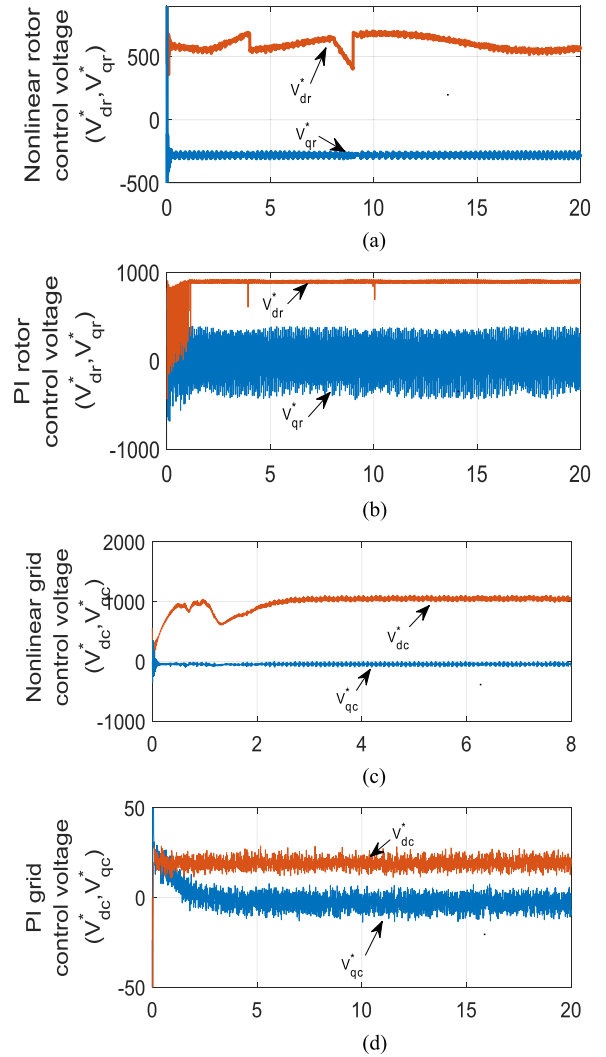 Nonlinear rotor
control voltage
(V*dr,V*qr)
500
0
-500
V*dr
V*qr
0 5 10 15 20
(a)
PI rotor
control voltage
(V*dr,V*qr)
1000
0
-1000
V*dr
V*qr
0 5 10 15 20
(b)
Nonlinear grid
control voltage
(V*dc,V*qc)
2000
1000
0
-1000
V*dc
V*qc
0 2 4 6 8
(c)
PI grid
control voltage
(V*dc,V*qc)
50
0
-50
V*dc
V*qc
0 5 10 15 20
(d)